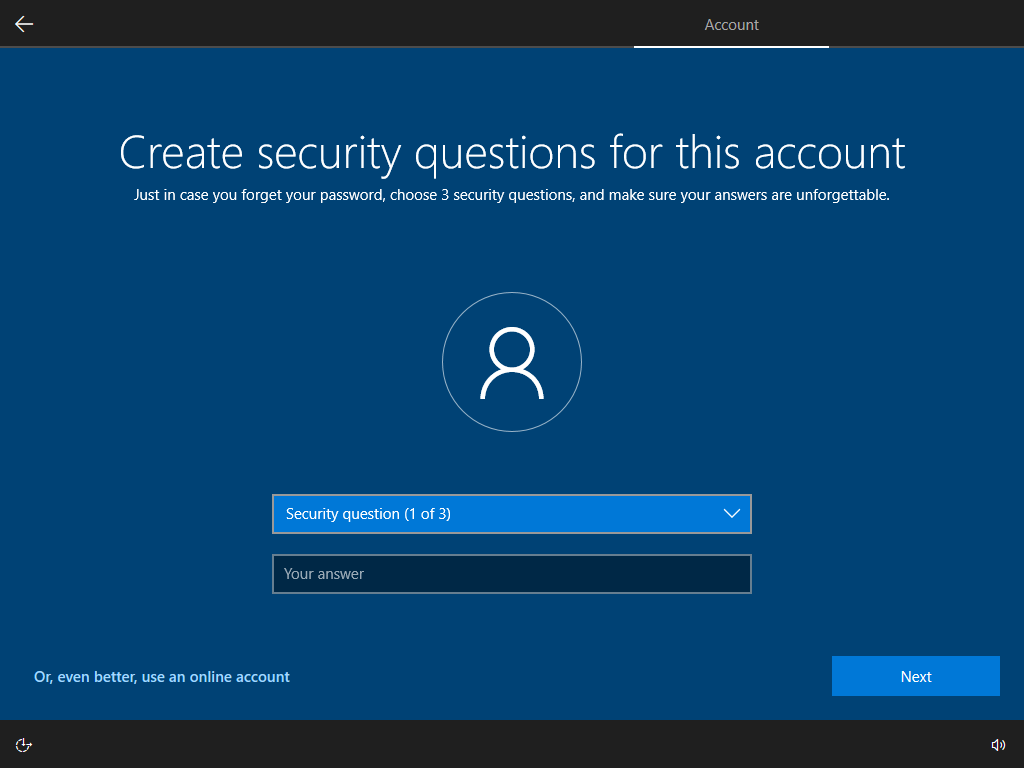 Account
Create security questions for this account
Just in case you forget your password, choose 3 security questions, and make sure your answers are unforgettable.
Security question (1 of 3)
Your answer
Or, even better, use an online account
Next